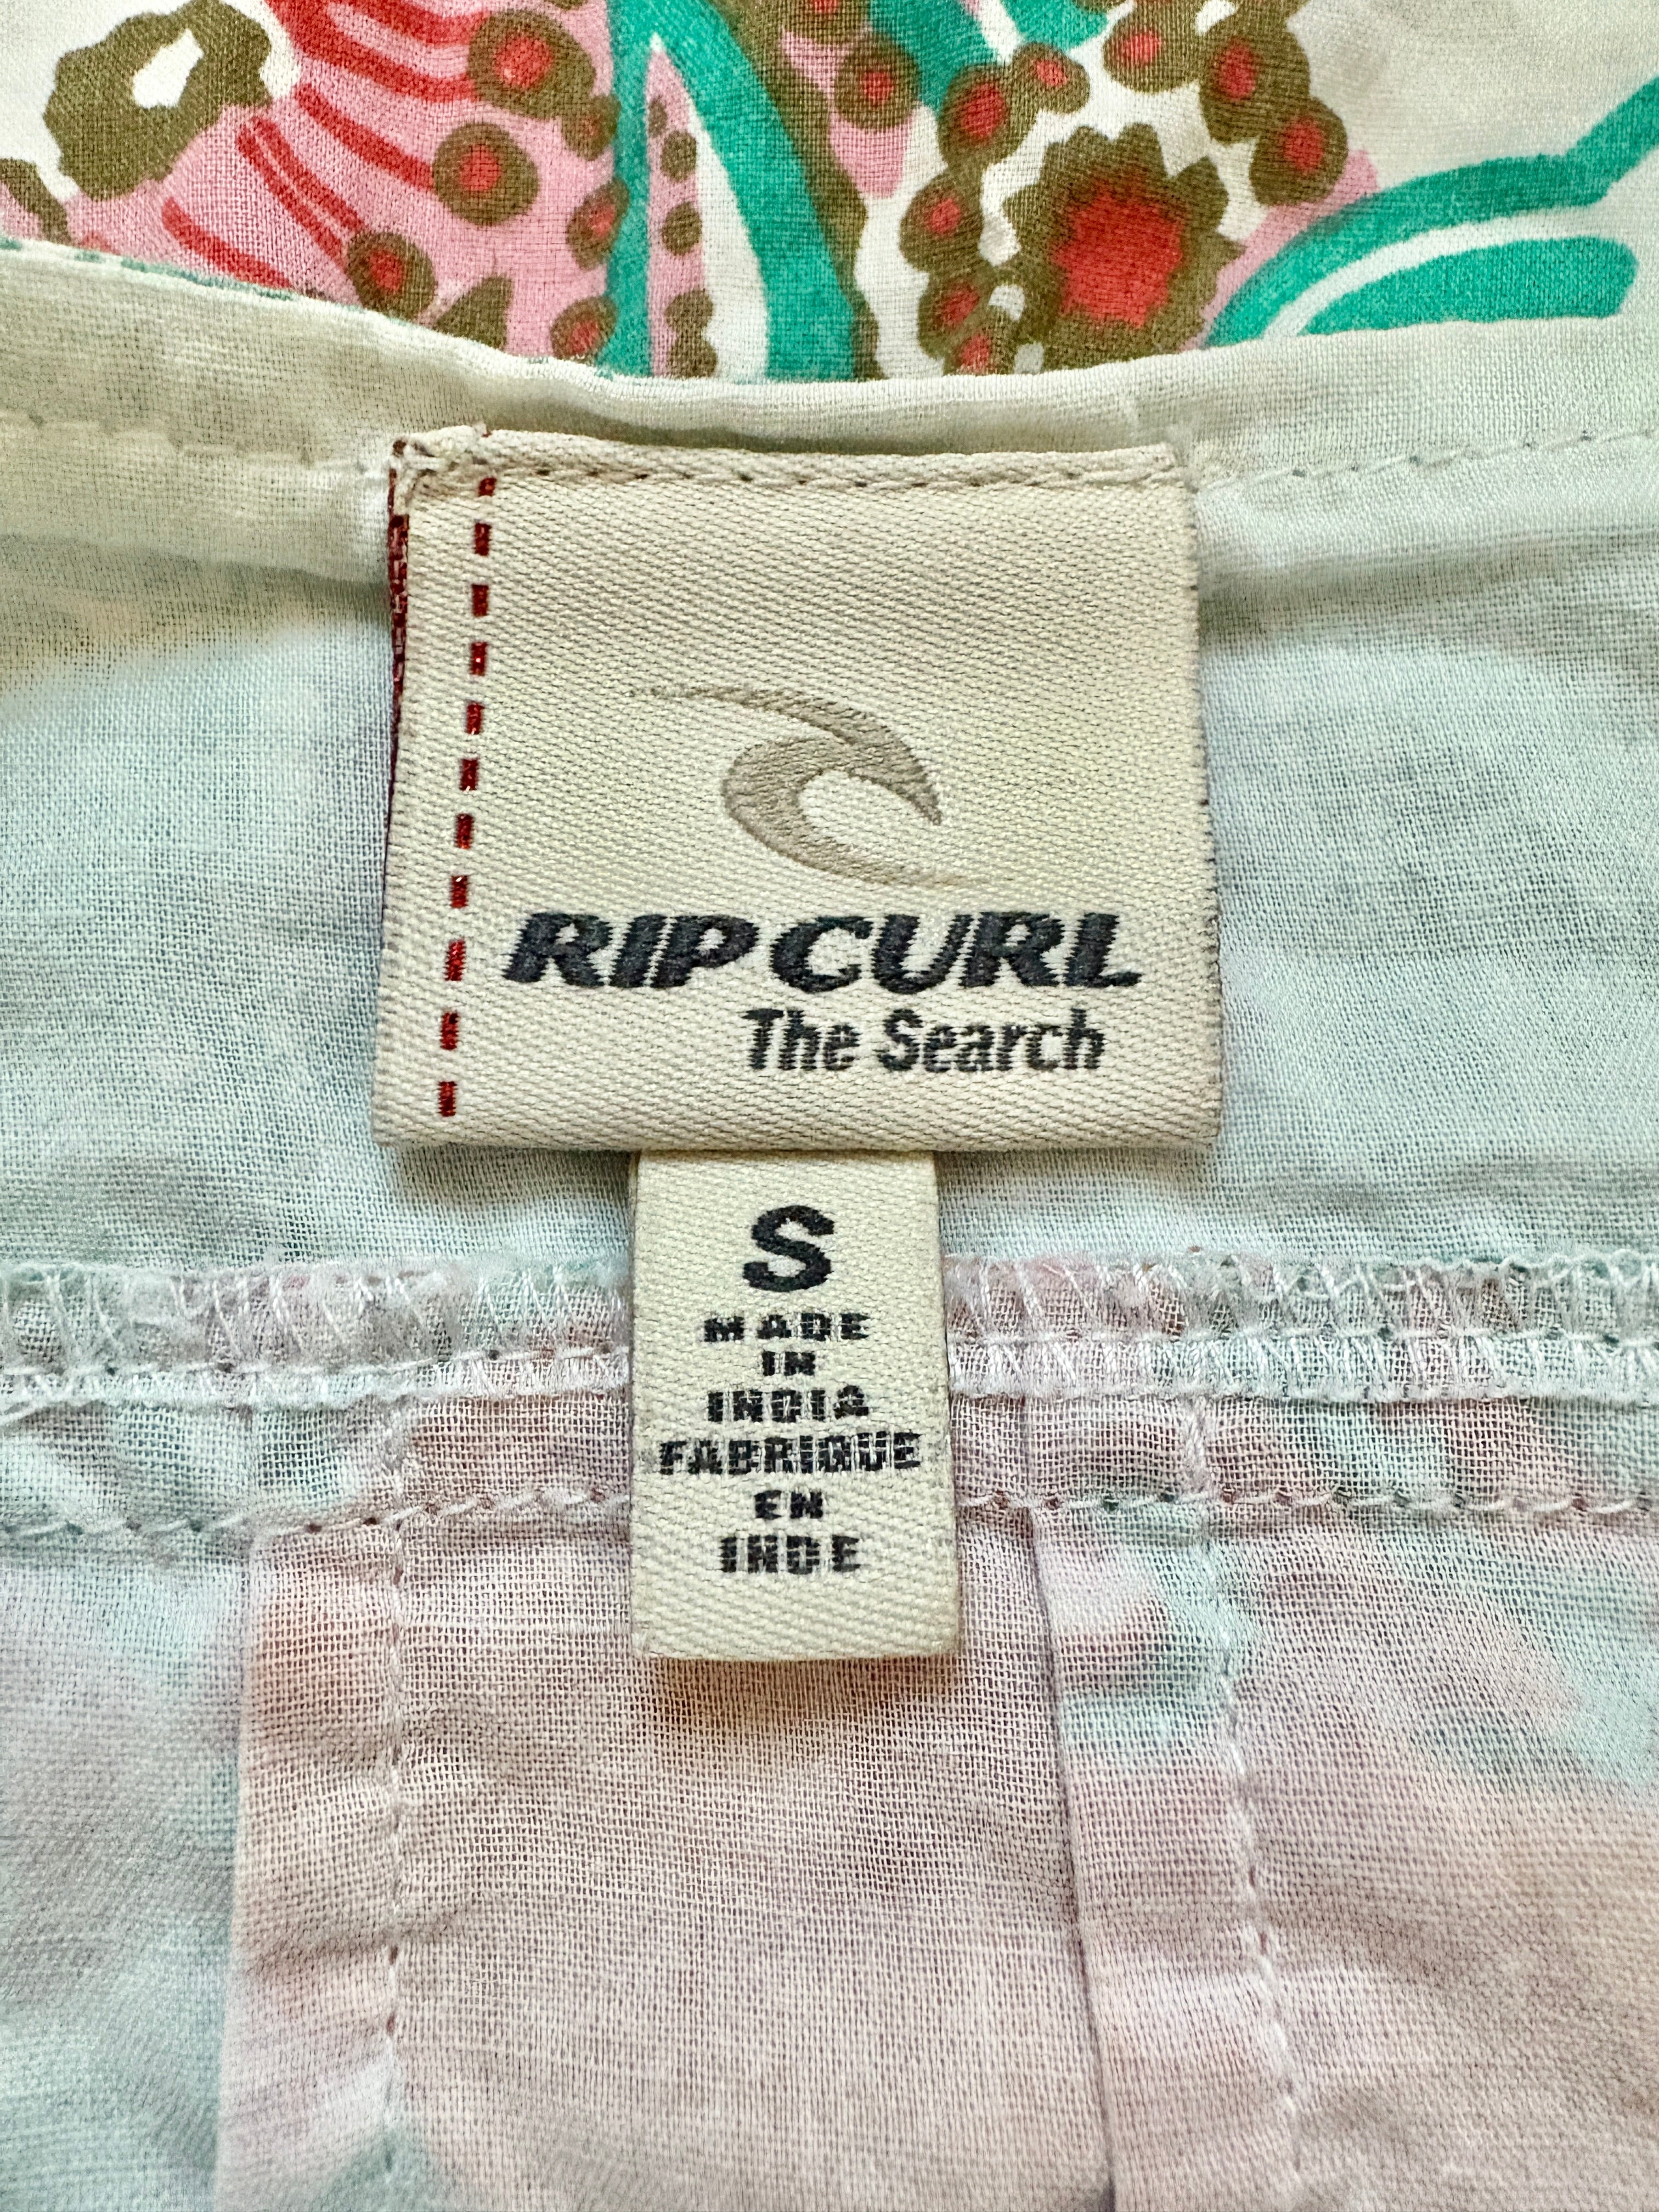 RIP CURL
The Search
S
MADE
IN
INDIA
FABRIQUE
EN
INDE